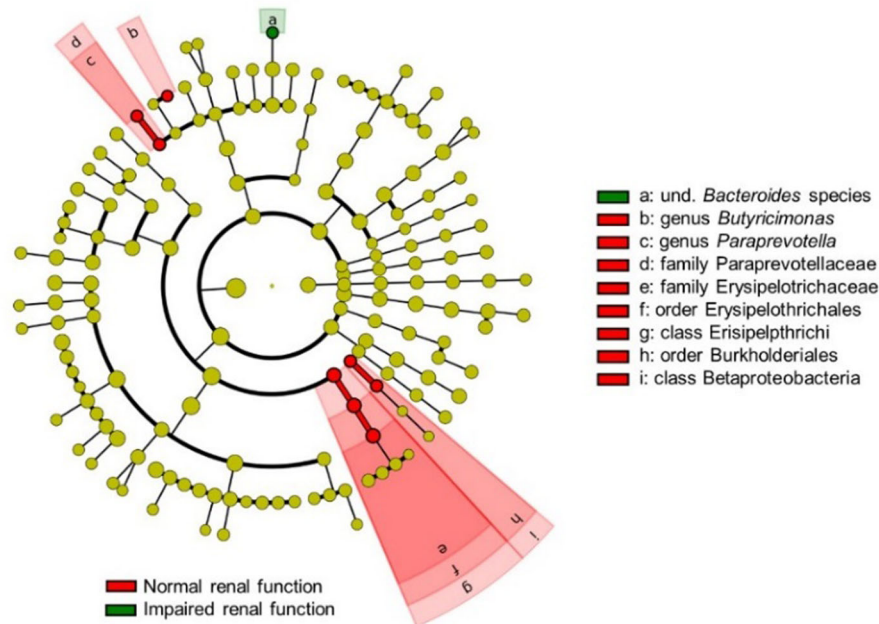 a
b
d
c
a: und. Bacteroides species
b: genus Butyricimonas
c: genus Paraprevotella
d: family Paraprevotellaceae
e: family Erysipelotrichaceae
f: order Erysipelothrichales
g: class Erisipelpthrichi
h: order Burkholderiales
i: class Betaproteobacteria
h
i
e
f
g
Normal renal function
Impaired renal function